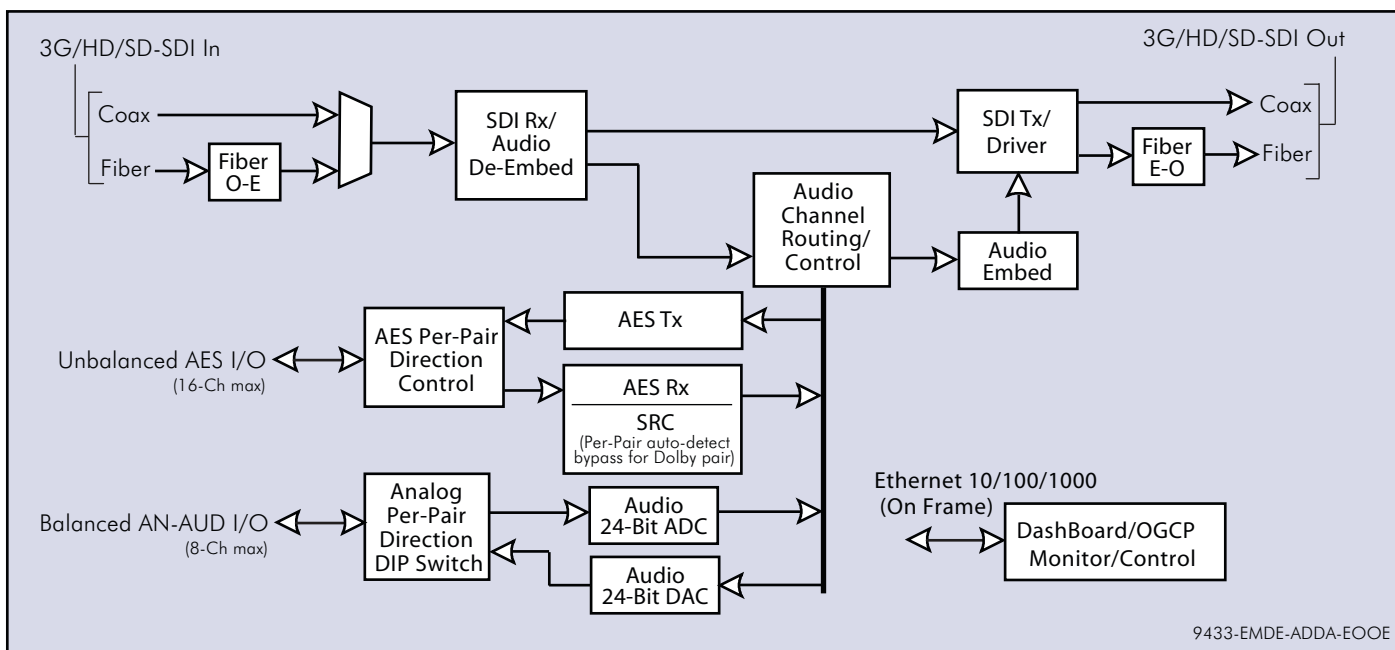 3G/HD/SD-SDI In
3G/HD/SD-SDI Out
Coax
Fiber
Fiber
O-E
SDI Rx/
Audio
De-Embed
SDI Tx/
Driver
Coax
Fiber
E-O
Fiber
Audio
Channel
Routing/
Control
Audio
Embed
AES Tx
AES Per-Pair
Direction
Control
Unbalanced AES I/O
(16-Ch max)
AES Rx
SRC
(Per-Pair auto-detect
bypass for Dolby pair)
Analog
Per-Pair
Direction
DIP Switch
Balanced AN-AUD I/O
(8-Ch max)
Audio
24-Bit ADC
Audio
24-Bit DAC
Ethernet 10/100/1000
(On Frame)
DashBoard/OGCP
Monitor/Control
9433-EMDE-ADDA-EOOE